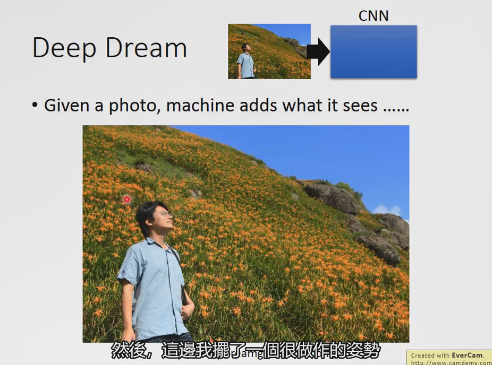 CNN
Deep Dream
• Given a photo, machine adds what it sees ……
然後，這邊我擺了一個很做作的姿勢
Created with EverCam.
http://www.camdemy.com